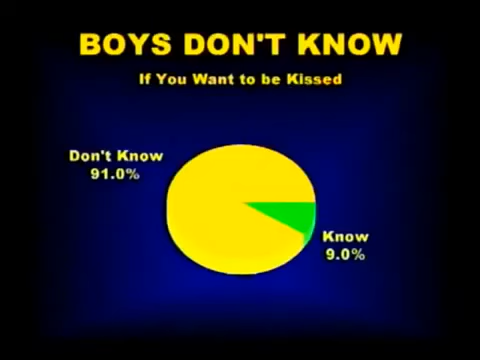 BOYS DON'T KNOW
If You Want to be Kissed
Don't Know
91.0%
Know
9.0%